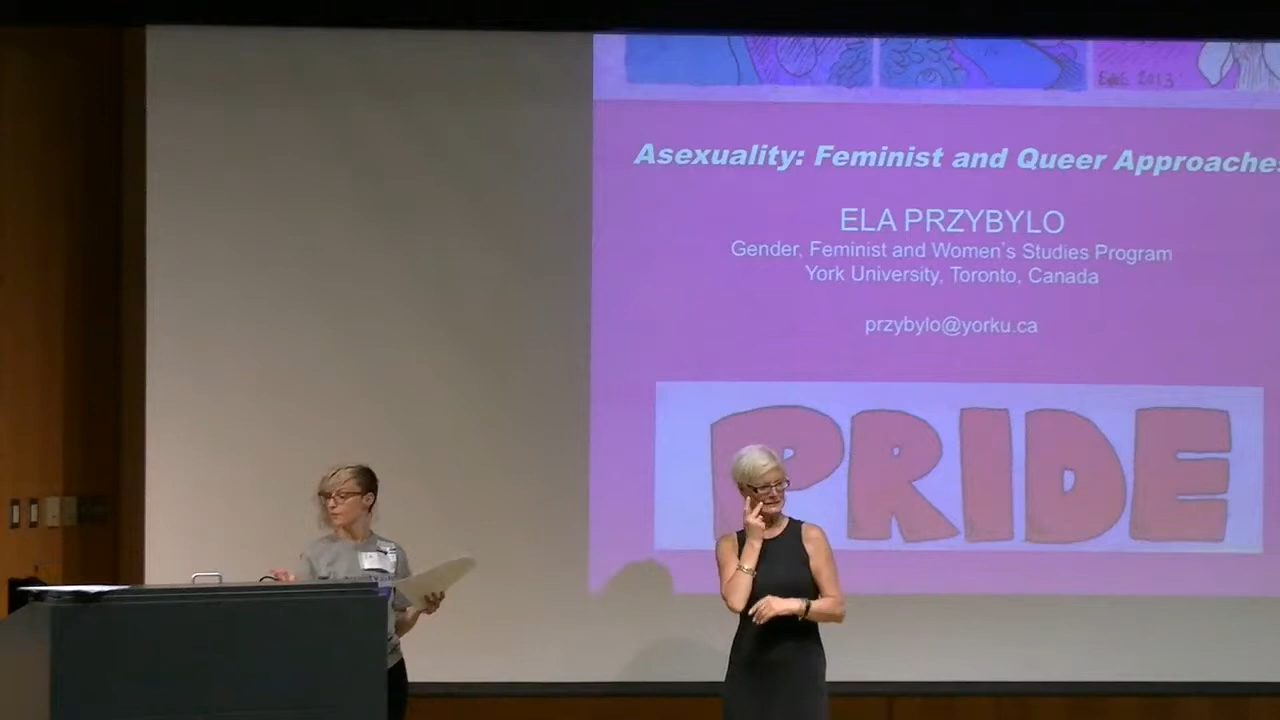 E&E 2013
Asexuality: Feminist and Queer Approaches
ELA PRZYBYLO
Gender, Feminist and Women's Studies Program
York University, Toronto, Canada
przybylo@yorku.ca
PRIDE